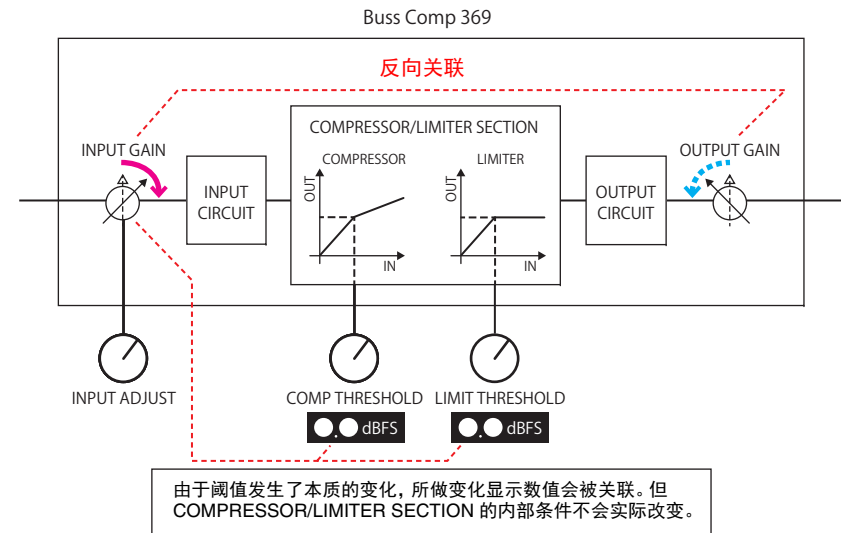 Buss Comp 369
反向关联
COMPRESSOR/LIMITER SECTION
INPUT GAIN
COMPRESSOR
LIMITER
OUTPUT GAIN
INPUT
CIRCUIT
OUT
IN
OUT
IN
OUTPUT
CIRCUIT
INPUT ADJUST
COMP THRESHOLD
LIMIT THRESHOLD
dBFS
dBFS
由于阈值发生了本质的变化，所做变化显示数值会被关联。但
COMPRESSOR/LIMITER SECTION 的内部条件不会实际改变。